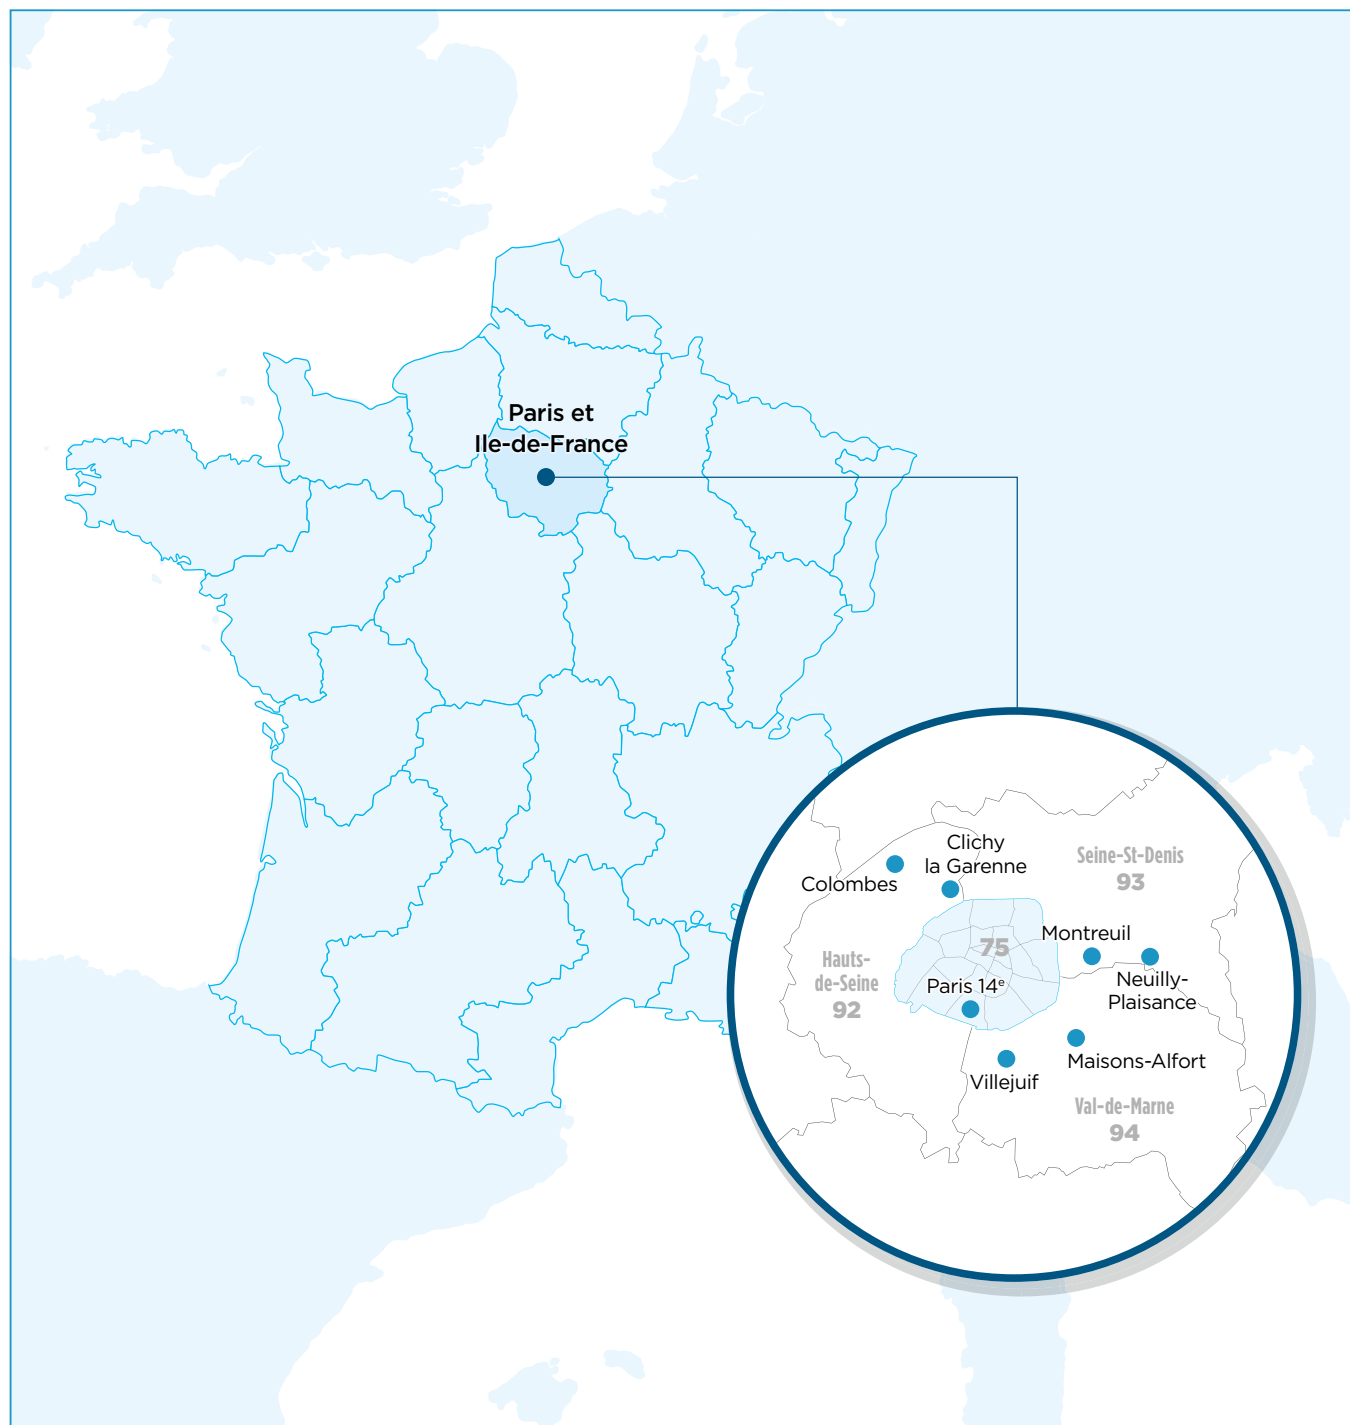 Paris et
Ile-de-France
Clichy
la Garenne
Colombes
Seine-St-Denis
93
Montreuil
75
Neuilly-
Plaisance
Hauts-
de-Seine
92
Paris 14ᵉ
Maisons-Alfort
Villejuif
Val-de-Marne
94